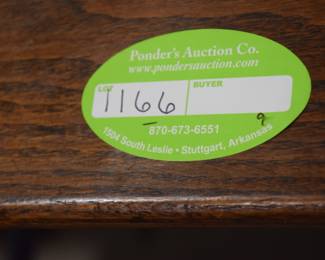 Ponder's Auction Co.
www.pondersauction.com
LOT BUYER
1166
870-673-6551
9
1504 South Leslie • Stuttgart, Arkansas